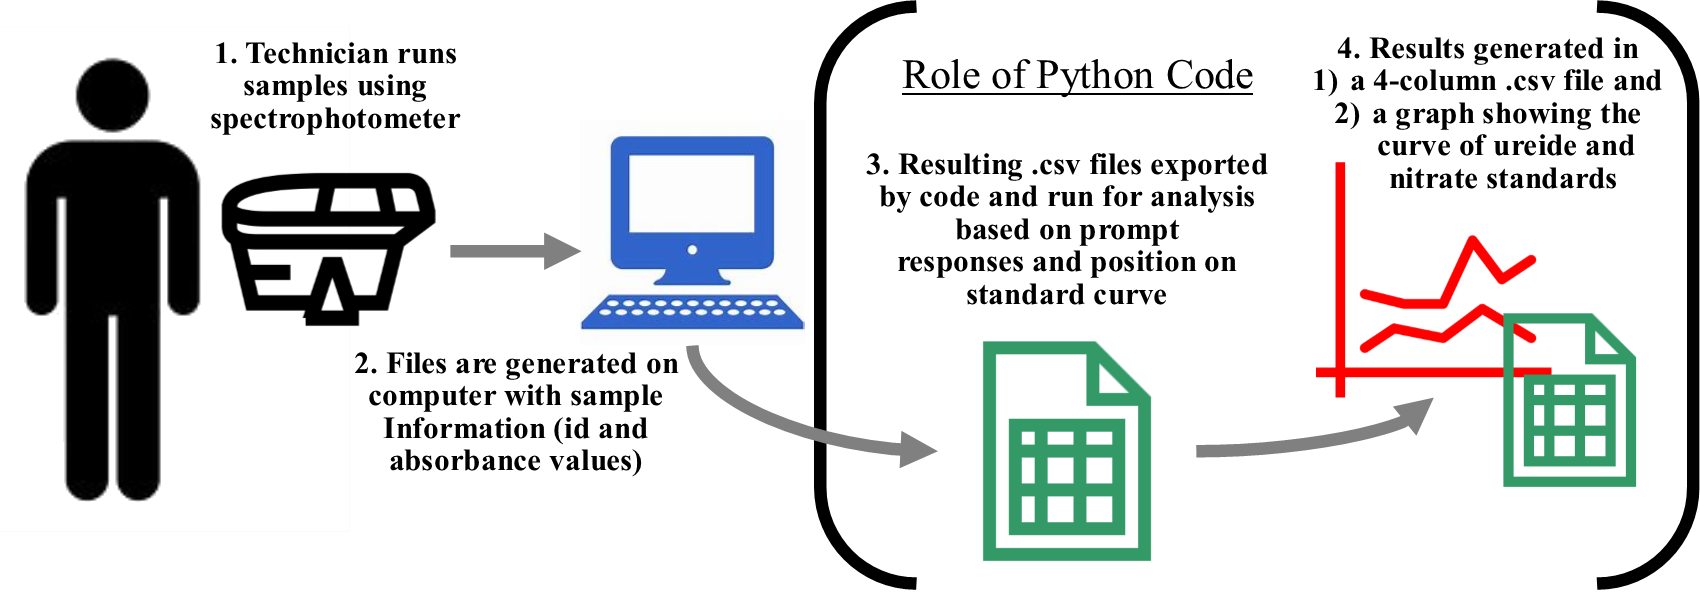 1. Technician runs
samples using
spectrophotometer
2. Files are generated on
computer with sample
Information (id and
absorbance values)
Role of Python Code
3. Resulting .csv files exported
by code and run for analysis
based on prompt
responses and position on
standard curve
4. Results generated in
1) a 4-column .csv file and
2) a graph showing the
curve of ureide and
nitrate standards